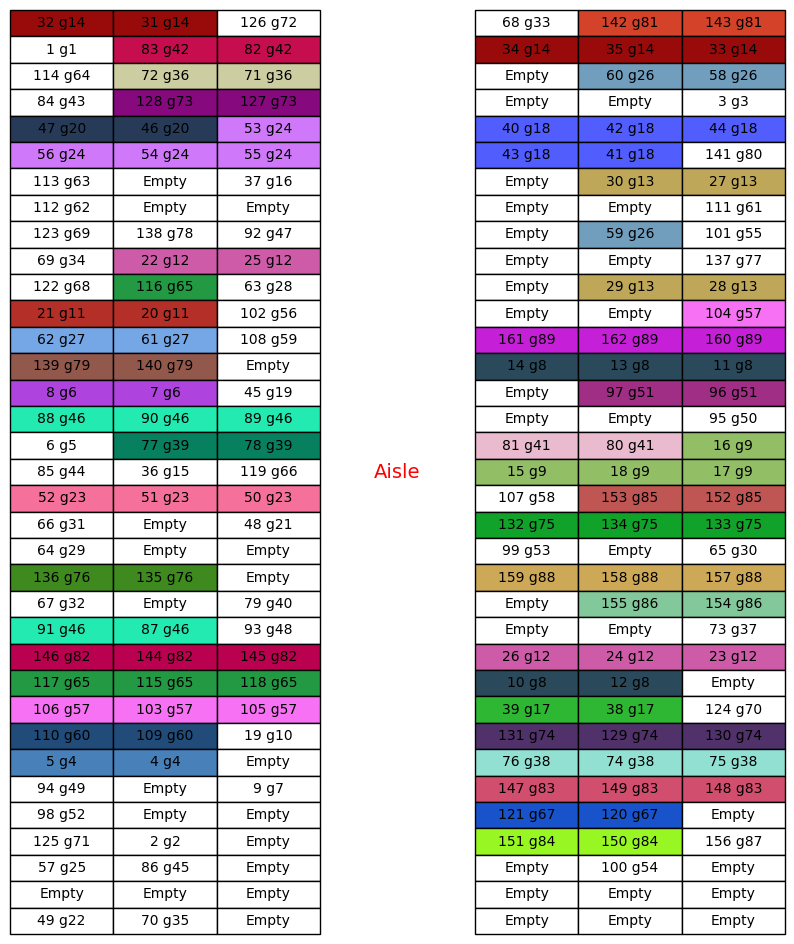 32 g14 31 g14 126 g72 68 g33 142 g81 143 g81
1 g1 83 g42 82 g42 34 g14 35 g14 33 g14
114 g64 72 g36 71 g36 Empty 60 g26 58 g26
84 g43 128 g73 127 g73 Empty Empty 3 g3
47 g20 46 g20 53 g24 40 g18 42 g18 44 g18
56 g24 54 g24 55 g24 43 g18 41 g18 141 g80
113 g63 Empty 37 g16 Empty 30 g13 27 g13
112 g62 Empty Empty Empty Empty 111 g61
123 g69 138 g78 92 g47 Empty 59 g26 101 g55
69 g34 22 g12 25 g12 Empty Empty 137 g77
122 g68 116 g65 63 g28 Empty 29 g13 28 g13
21 g11 20 g11 102 g56 Empty Empty 104 g57
62 g27 61 g27 108 g59 161 g89 162 g89 160 g89
139 g79 140 g79 Empty 14 g8 13 g8 11 g8
8 g6 7 g6 45 g19 Empty 97 g51 96 g51
88 g46 90 g46 89 g46 Empty Empty 95 g50
6 g5 77 g39 78 g39 81 g41 80 g41 16 g9
85 g44 36 g15 119 g66 Aisle 15 g9 18 g9 17 g9
52 g23 51 g23 50 g23 107 g58 153 g85 152 g85
66 g31 Empty 48 g21 132 g75 134 g75 133 g75
64 g29 Empty Empty 99 g53 Empty 65 g30
136 g76 135 g76 Empty 159 g88 158 g88 157 g88
67 g32 Empty 79 g40 Empty 155 g86 154 g86
91 g46 87 g46 93 g48 Empty Empty 73 g37
146 g82 144 g82 145 g82 26 g12 24 g12 23 g12
117 g65 115 g65 118 g65 10 g8 12 g8 Empty
106 g57 103 g57 105 g57 39 g17 38 g17 124 g70
110 g60 109 g60 19 g10 131 g74 129 g74 130 g74
5 g4 4 g4 Empty 76 g38 74 g38 75 g38
94 g49 Empty 9 g7 147 g83 149 g83 148 g83
98 g52 Empty Empty 121 g67 120 g67 Empty
125 g71 2 g2 Empty 151 g84 150 g84 156 g87
57 g25 86 g45 Empty Empty 100 g54 Empty
Empty Empty Empty Empty Empty Empty
49 g22 70 g35 Empty Empty Empty Empty